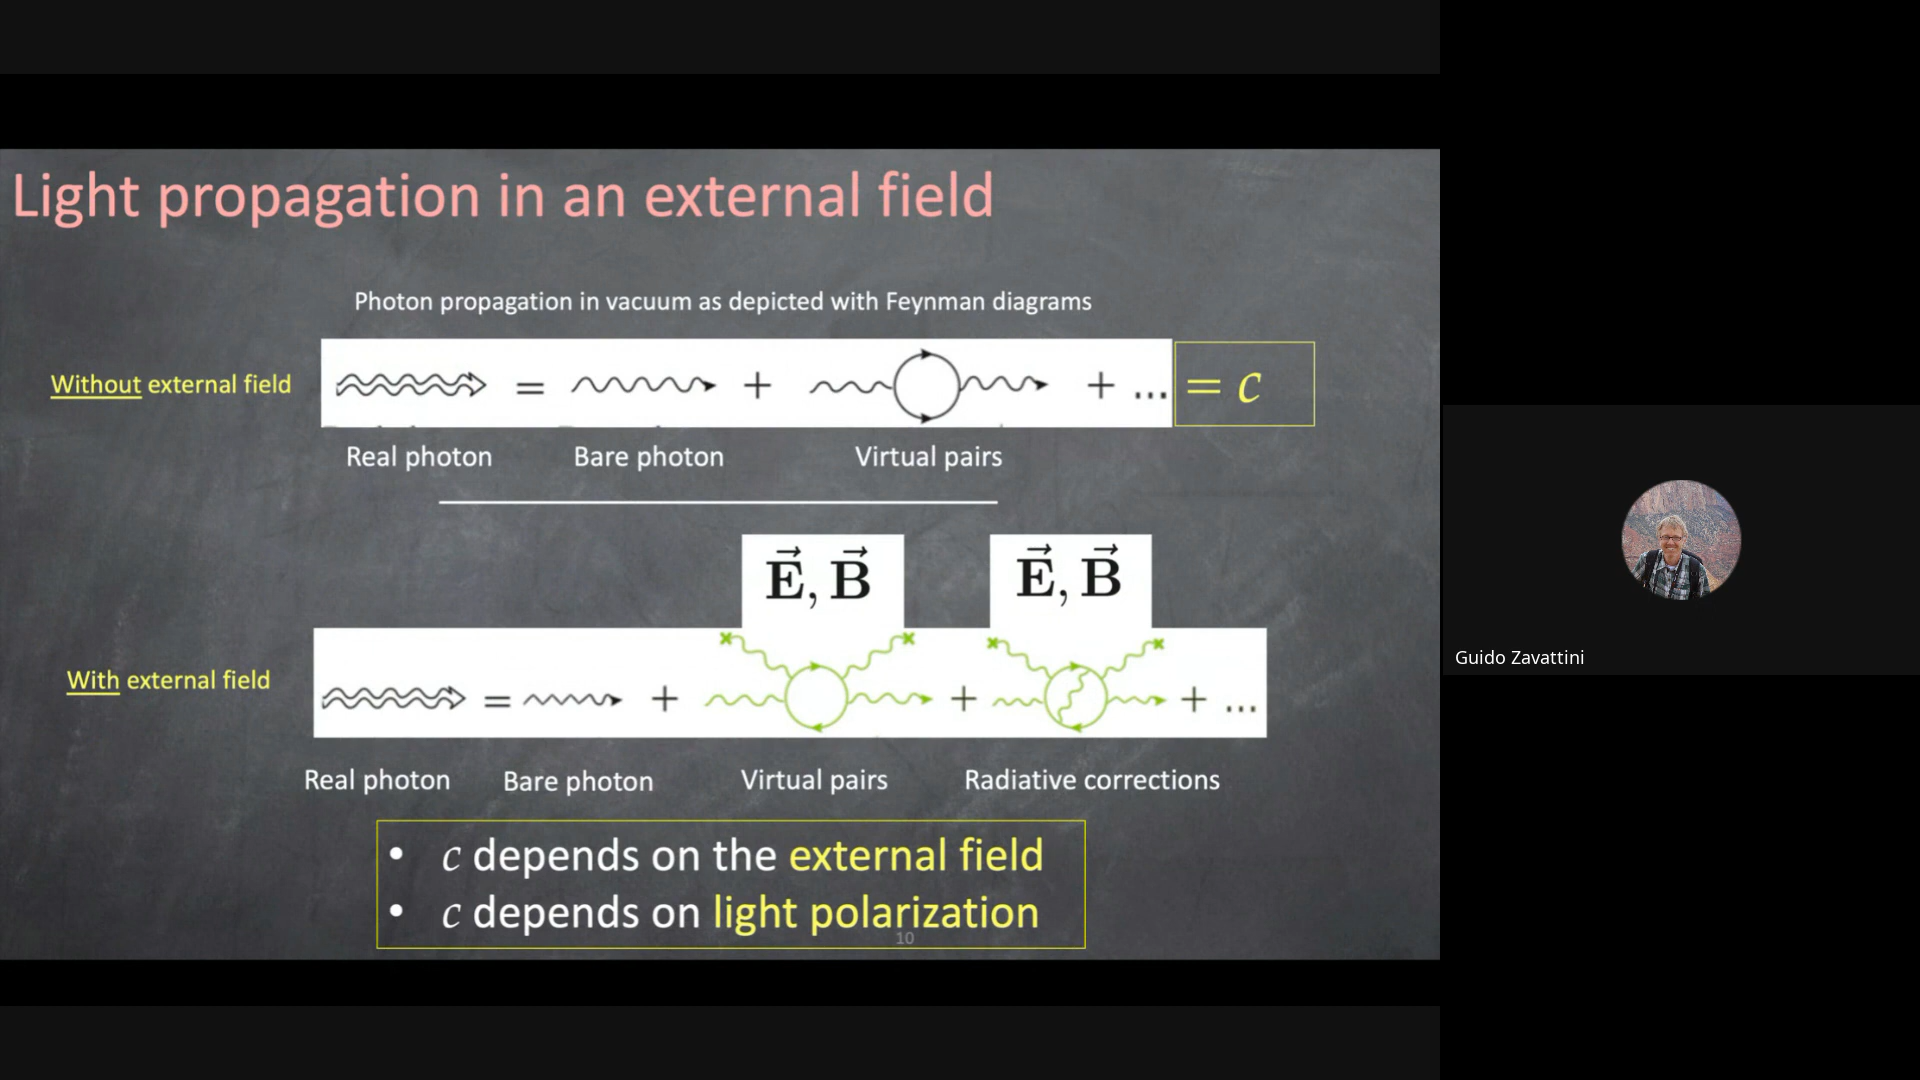 Light propagation in an external field
Photon propagation in vacuum as depicted with Feynman diagrams
Without external field
= + + ... = c
Real photon Bare photon Virtual pairs
E⃗, B⃗ E⃗, B⃗
With external field
= + + + ...
Real photon Bare photon Virtual pairs Radiative corrections
• c depends on the external field
• c depends on light polarization
10
Guido Zavattini